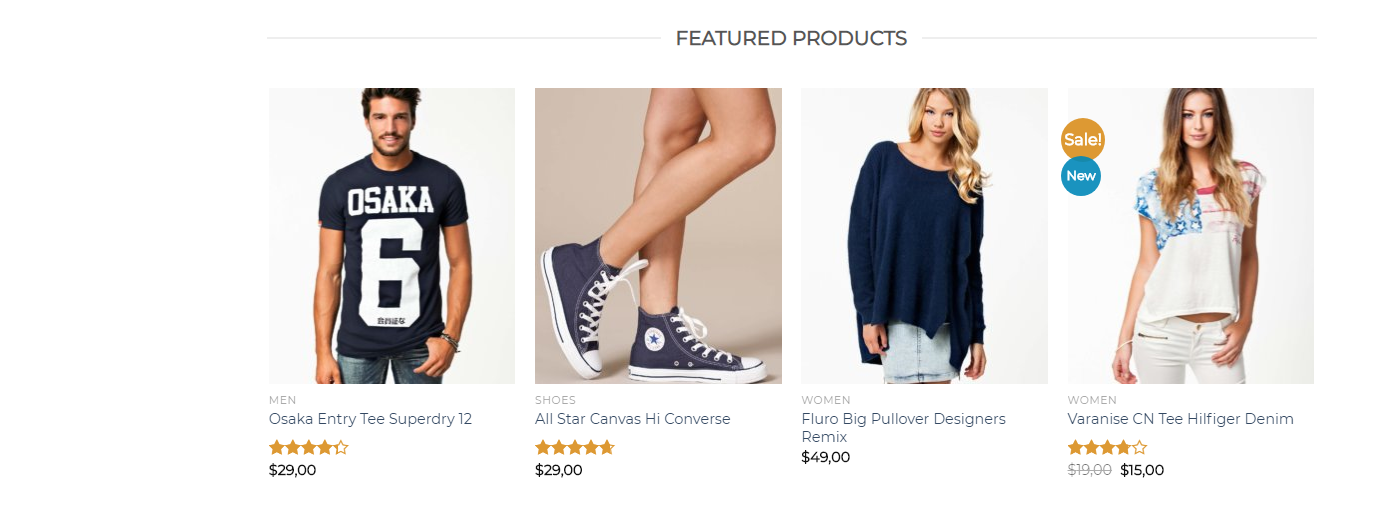 FEATURED PRODUCTS
OSAKA
6
Sale!
New
MEN
Osaka Entry Tee Superdry 12
$29,00
SHOES
All Star Canvas Hi Converse
$29,00
WOMEN
Fluro Big Pullover Designers
Remix
$49,00
WOMEN
Varanise CN Tee Hilfiger Denim
$19,00 $15,00